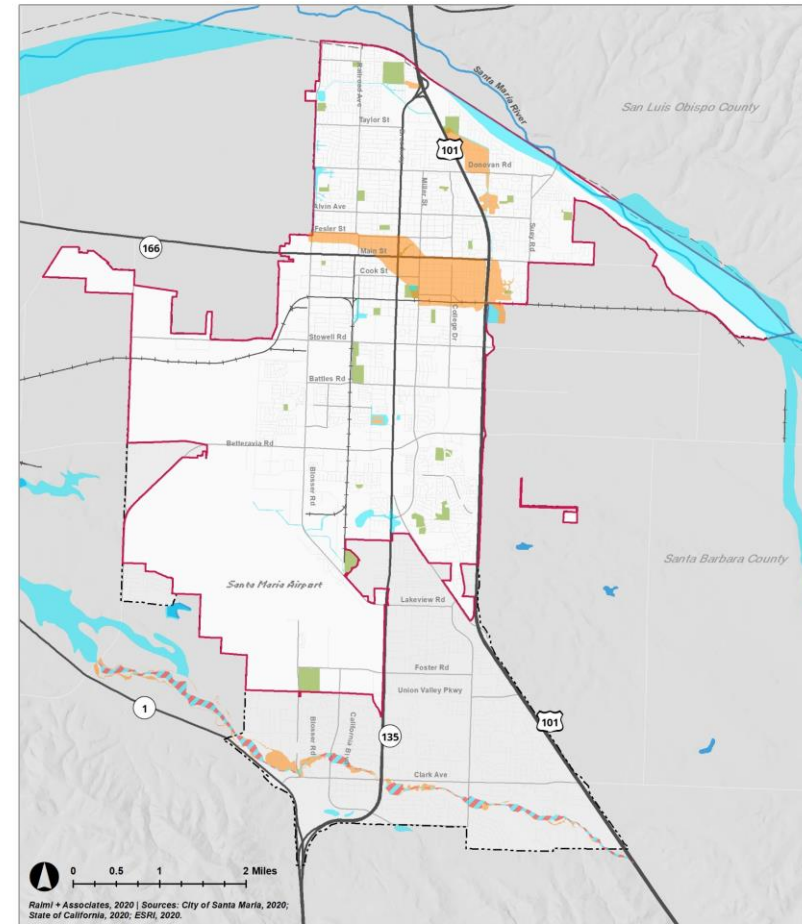 Santa Maria River
San Luis Obispo County
Railroad Ave
Taylor St
Broadway
101
Donovan Rd
Miller St
Alvin Ave
Suey Rd
Fesler St
166
Main St
Cook St
College Dr
Stowell Rd
Battles Rd
Betteravia Rd
Blosser Rd
Santa Barbara County
Santa Maria Airport
Lakeview Rd
Foster Rd
Union Valley Pkwy
1
Blosser Rd
135
101
Clark Ave
0 0.5 1 2 Miles
Raimi + Associates, 2020 | Sources: City of Santa Maria, 2020;
State of California, 2020; ESRI, 2020.